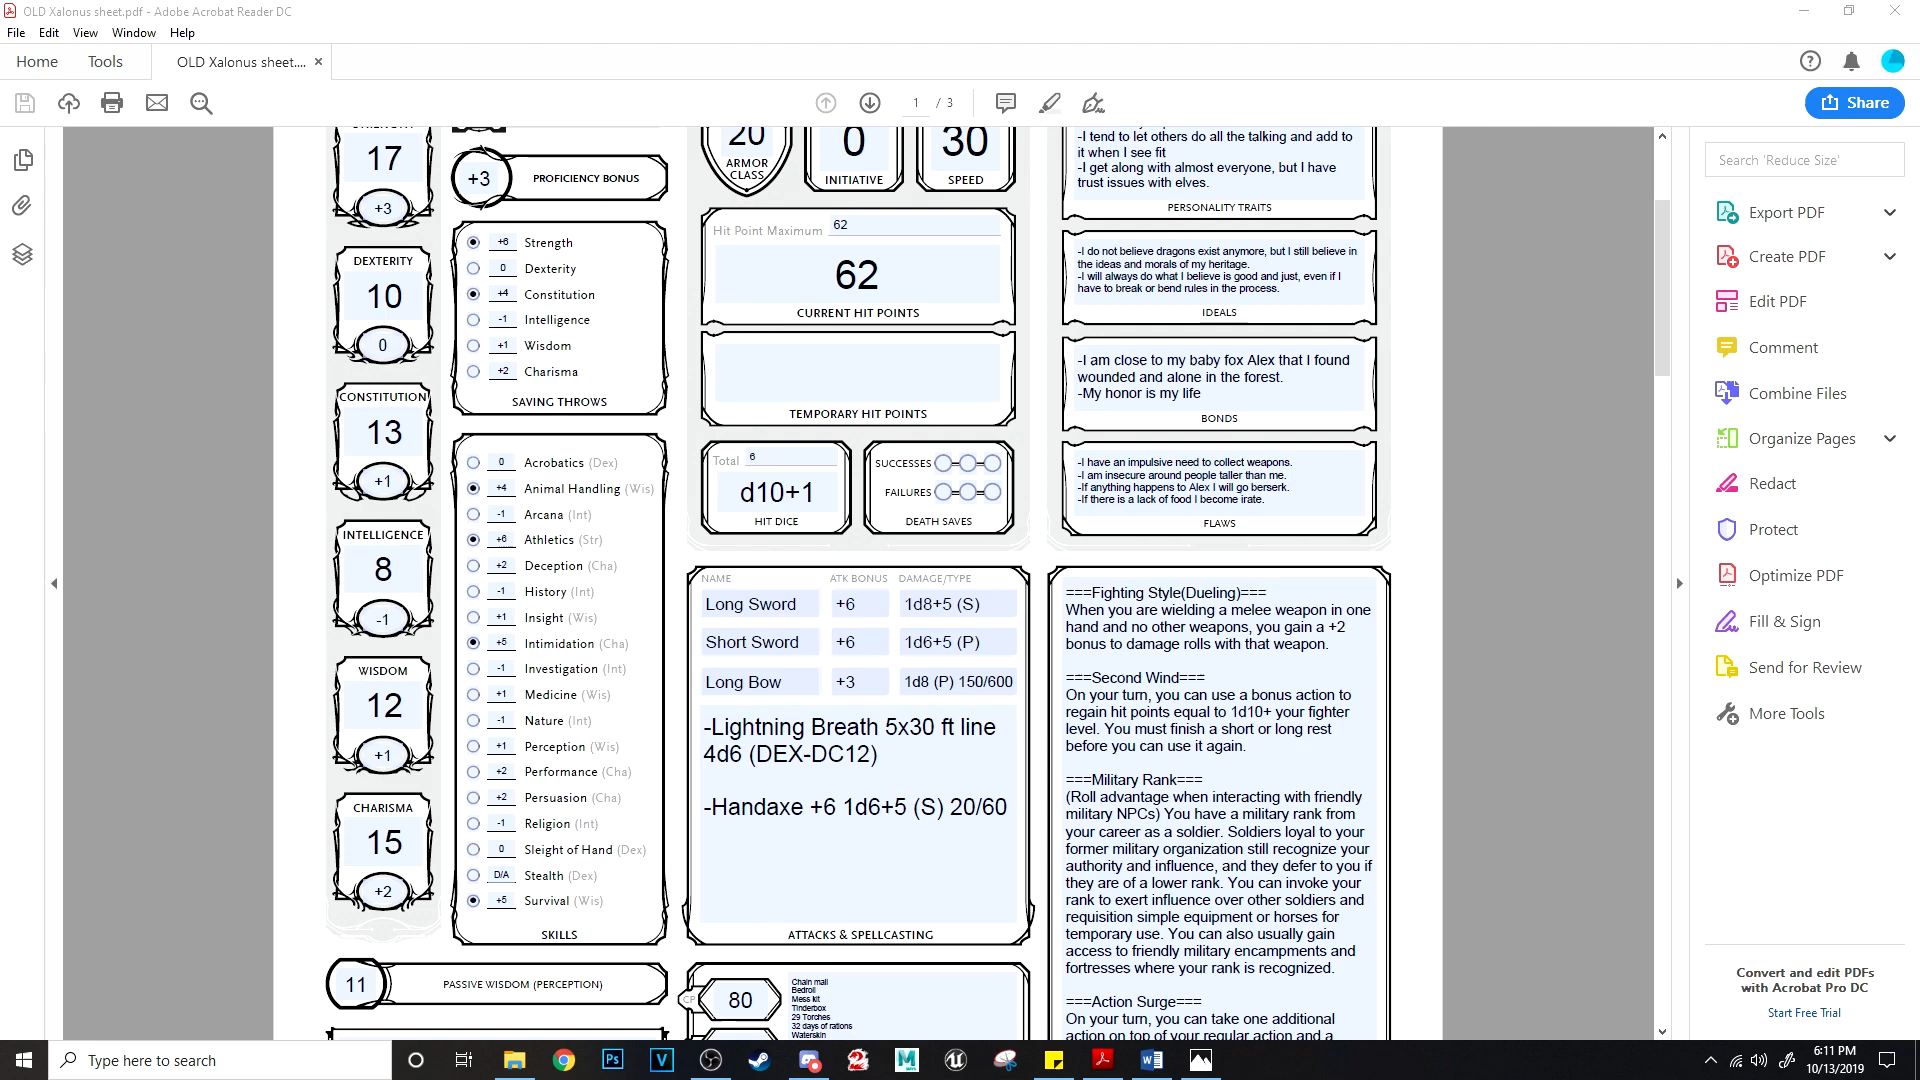 OLD Xalonus sheet.pdf - Adobe Acrobat Reader DC
File Edit View Window Help
Home Tools OLD Xalonus sheet.... ×
1 / 3
Share
17
+3
DEXTERITY
10
0
CONSTITUTION
13
+1
INTELLIGENCE
8
-1
WISDOM
12
+1
CHARISMA
15
+2
+3 PROFICIENCY BONUS
+6 Strength
0 Dexterity
+4 Constitution
-1 Intelligence
+1 Wisdom
+2 Charisma
SAVING THROWS
0 Acrobatics (Dex)
+4 Animal Handling (Wis)
-1 Arcana (Int)
+6 Athletics (Str)
+2 Deception (Cha)
-1 History (Int)
+1 Insight (Wis)
+5 Intimidation (Cha)
-1 Investigation (Int)
+1 Medicine (Wis)
-1 Nature (Int)
+1 Perception (Wis)
+2 Performance (Cha)
+2 Persuasion (Cha)
-1 Religion (Int)
0 Sleight of Hand (Dex)
D/A Stealth (Dex)
+5 Survival (Wis)
SKILLS
11 PASSIVE WISDOM (PERCEPTION)
20
ARMOR
CLASS
0
INITIATIVE
30
SPEED
Hit Point Maximum 62
62
CURRENT HIT POINTS
TEMPORARY HIT POINTS
Total 6
d10+1
HIT DICE
SUCCESSES
FAILURES
DEATH SAVES
NAME ATK BONUS DAMAGE/TYPE
Long Sword +6 1d8+5 (S)
Short Sword +6 1d6+5 (P)
Long Bow +3 1d8 (P) 150/600
-Lightning Breath 5x30 ft line
4d6 (DEX-DC12)
-Handaxe +6 1d6+5 (S) 20/60
ATTACKS & SPELLCASTING
CP 80
Chain mail
Bedroll
Mess kit
Tinderbox
29 Torches
32 days of rations
Waterskin
-I tend to let others do all the talking and add to
it when I see fit
-I get along with almost everyone, but I have
trust issues with elves.
PERSONALITY TRAITS
-I do not believe dragons exist anymore, but I still believe in
the ideas and morals of my heritage.
-I will always do what I believe is good and just, even if I
have to break or bend rules in the process.
IDEALS
-I am close to my baby fox Alex that I found
wounded and alone in the forest.
-My honor is my life
BONDS
-I have an impulsive need to collect weapons.
-I am insecure around people taller than me.
-If anything happens to Alex I will go berserk.
-If there is a lack of food I become irate.
FLAWS
===Fighting Style(Dueling)===
When you are wielding a melee weapon in one
hand and no other weapons, you gain a +2
bonus to damage rolls with that weapon.
===Second Wind===
On your turn, you can use a bonus action to
regain hit points equal to 1d10+ your fighter
level. You must finish a short or long rest
before you can use it again.
===Military Rank===
(Roll advantage when interacting with friendly
military NPCs) You have a military rank from
your career as a soldier. Soldiers loyal to your
former military organization still recognize your
authority and influence, and they defer to you if
they are of a lower rank. You can invoke your
rank to exert influence over other soldiers and
requisition simple equipment or horses for
temporary use. You can also usually gain
access to friendly military encampments and
fortresses where your rank is recognized.
===Action Surge===
On your turn, you can take one additional
action on top of your regular action and a
Search 'Reduce Size'
Export PDF
Create PDF
Edit PDF
Comment
Combine Files
Organize Pages
Redact
Protect
Optimize PDF
Fill & Sign
Send for Review
More Tools
Convert and edit PDFs
with Acrobat Pro DC
Start Free Trial
Type here to search
6:11 PM
10/13/2019